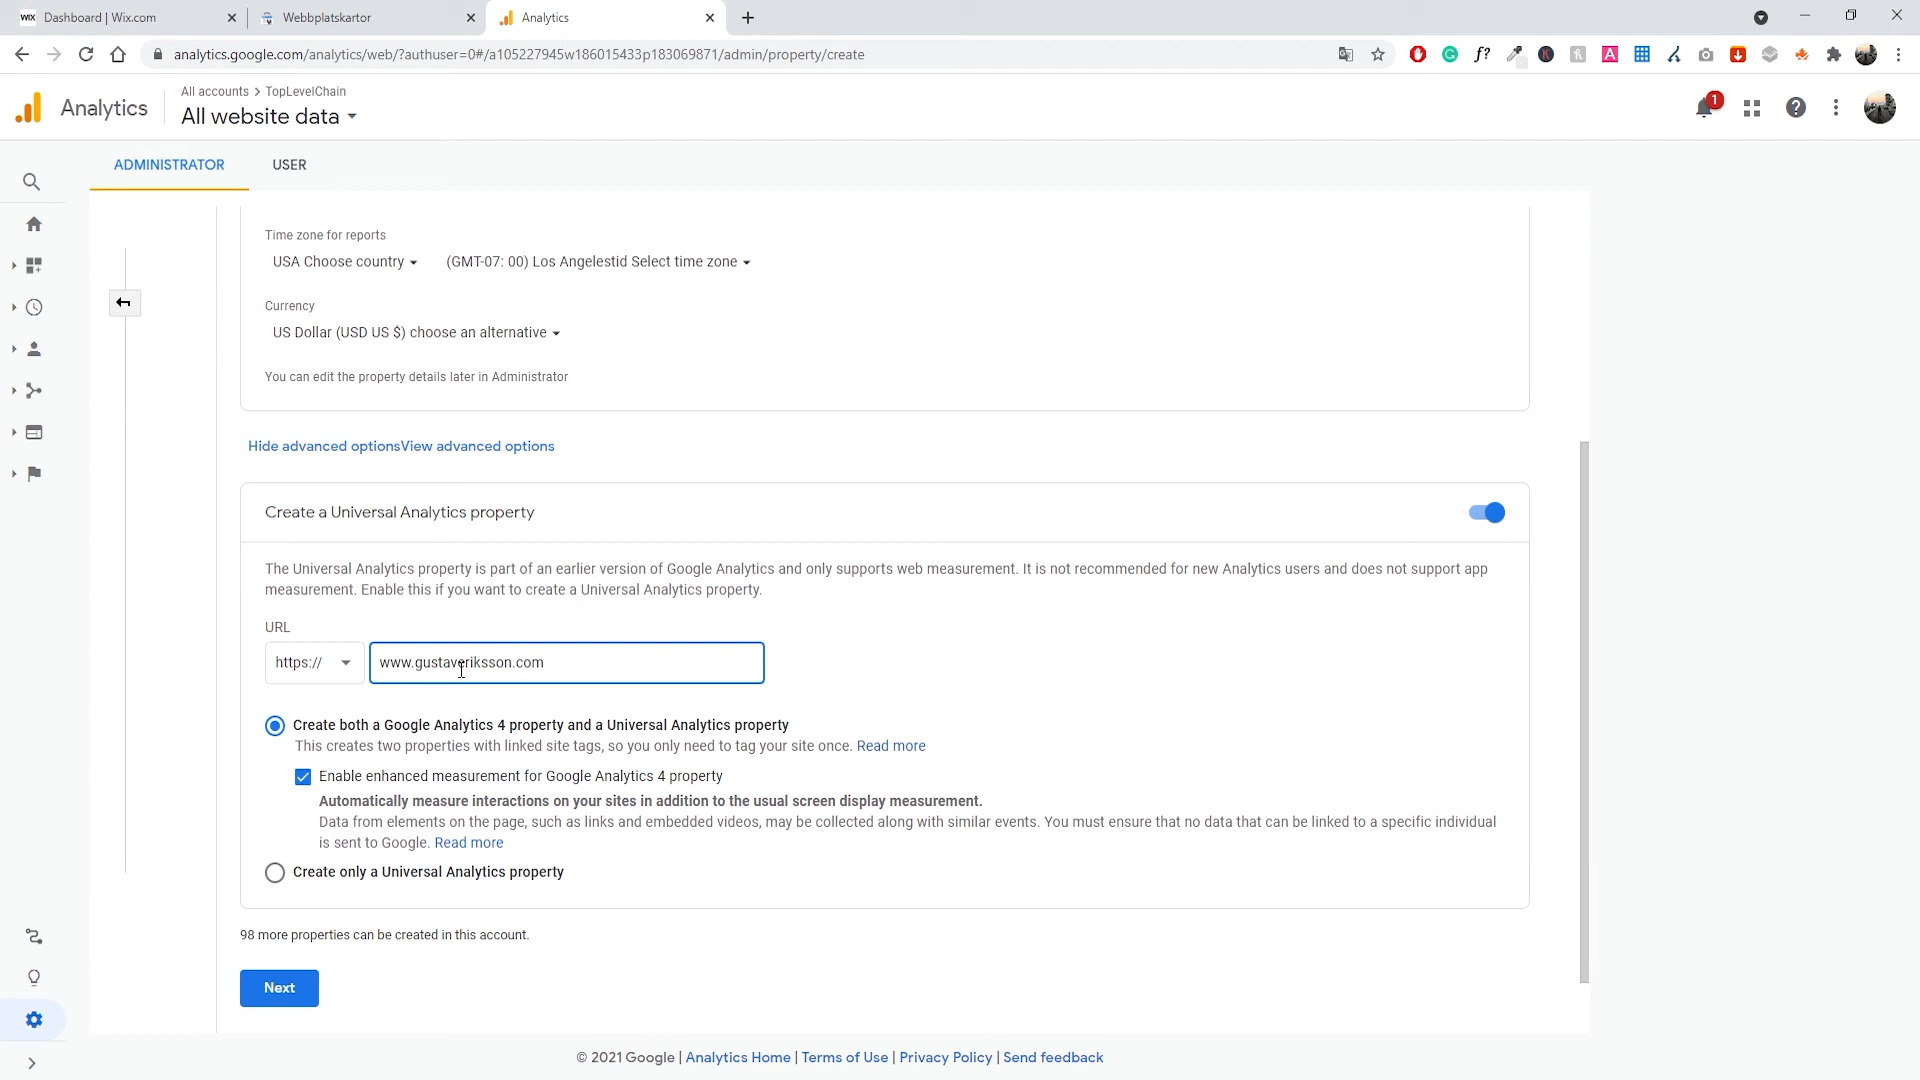 WIX Dashboard | Wix.com
Webbplatskartor
Analytics
analytics.google.com/analytics/web/?authuser=0#/a105227945w186015433p183069871/admin/property/create
Analytics
All accounts > TopLevelChain
All website data
1
ADMINISTRATOR
USER
Time zone for reports
USA Choose country
(GMT-07: 00) Los Angelestid Select time zone
Currency
US Dollar (USD US $) choose an alternative
You can edit the property details later in Administrator
Hide advanced optionsView advanced options
Create a Universal Analytics property
The Universal Analytics property is part of an earlier version of Google Analytics and only supports web measurement. It is not recommended for new Analytics users and does not support app
measurement. Enable this if you want to create a Universal Analytics property.
URL
https://
www.gustaveriksson.com
Create both a Google Analytics 4 property and a Universal Analytics property
This creates two properties with linked site tags, so you only need to tag your site once. Read more
Enable enhanced measurement for Google Analytics 4 property
Automatically measure interactions on your sites in addition to the usual screen display measurement.
Data from elements on the page, such as links and embedded videos, may be collected along with similar events. You must ensure that no data that can be linked to a specific individual
is sent to Google. Read more
Create only a Universal Analytics property
98 more properties can be created in this account.
Next
© 2021 Google | Analytics Home | Terms of Use | Privacy Policy | Send feedback